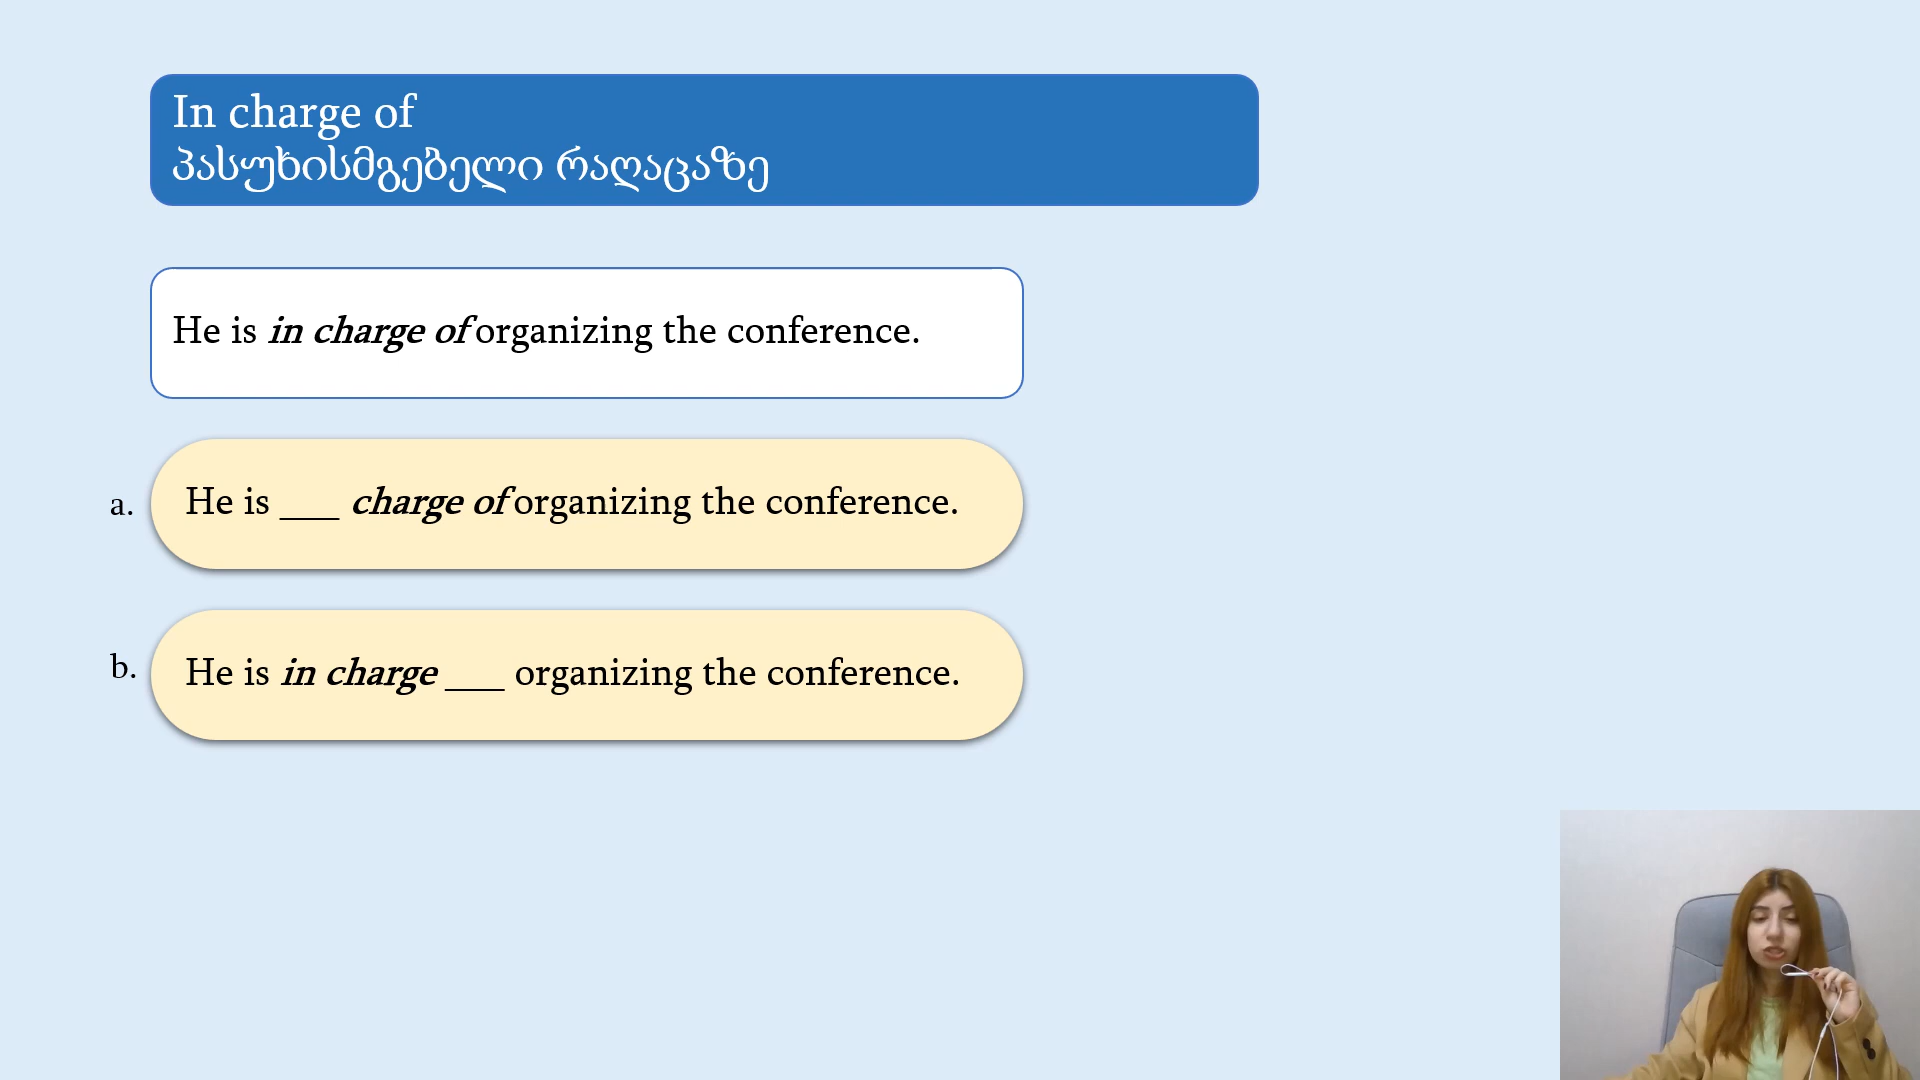 In charge of
პასუხისმგებელი რაღაცაზე
He is in charge of organizing the conference.
a. He is ___ charge of organizing the conference.
b. He is in charge ___ organizing the conference.